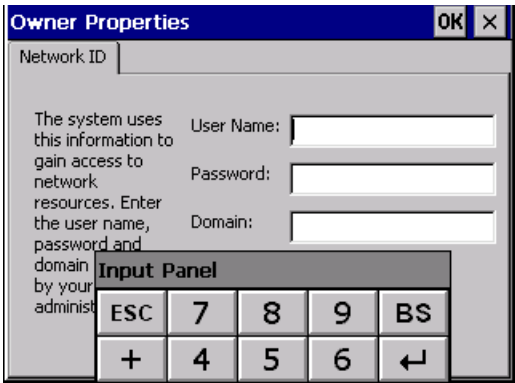 Owner Properties OK ×
Network ID
The system uses
this information to
gain access to
network
resources. Enter
the user name,
password and
domain
by your
administ
User Name:
Password:
Domain:
Input Panel
ESC 7 8 9 BS
+ 4 5 6 ↵